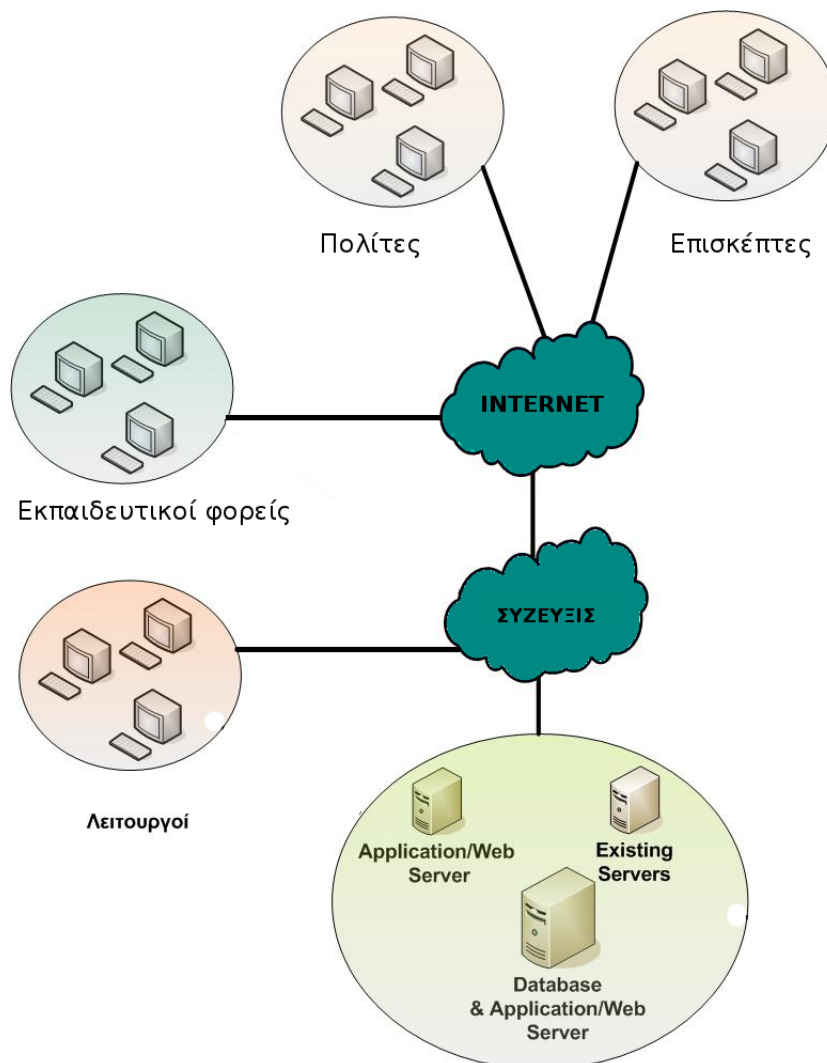 Πολίτες
Επισκέπτες
INTERNET
Εκπαιδευτικοί φορείς
ΣΥΖΕΥΞΙΣ
Λειτουργοί
Application/Web
Server
Existing
Servers
Database
& Application/Web
Server